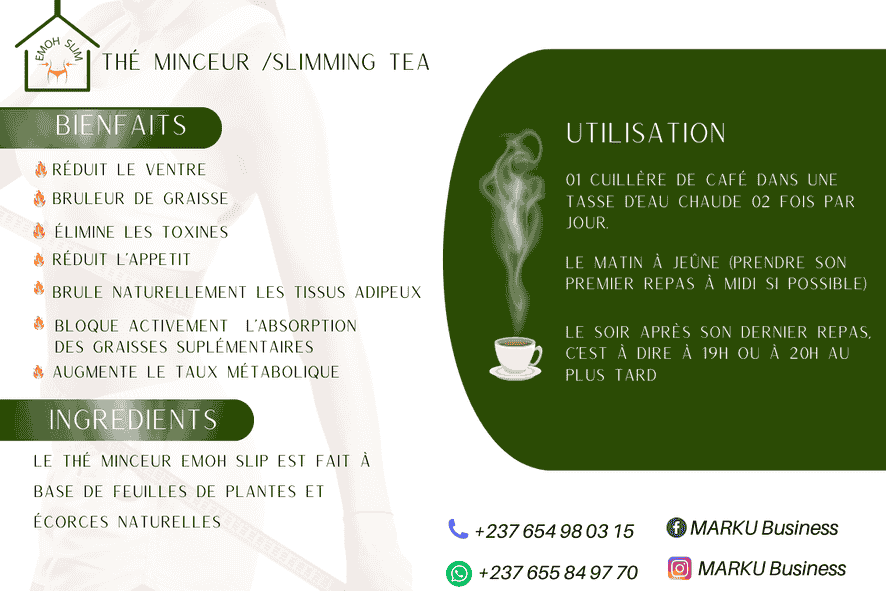 EMOH SLIM
THÉ MINCEUR /SLIMMING TEA
BIENFAITS
RÉDUIT LE VENTRE
BRULEUR DE GRAISSE
ÉLIMINE LES TOXINES
RÉDUIT L'APPETIT
BRULE NATURELLEMENT LES TISSUS ADIPEUX
BLOQUE ACTIVEMENT L'ABSORPTION
DES GRAISSES SUPLÉMENTAIRES
AUGMENTE LE TAUX MÉTABOLIQUE
INGREDIENTS
LE THÉ MINCEUR EMOH SLIP EST FAIT À
BASE DE FEUILLES DE PLANTES ET
ÉCORCES NATURELLES
UTILISATION
01 CUILLÈRE DE CAFÉ DANS UNE
TASSE D'EAU CHAUDE 02 FOIS PAR
JOUR.
LE MATIN À JEÛNE (PRENDRE SON
PREMIER REPAS À MIDI SI POSSIBLE)
LE SOIR APRÈS SON DERNIER REPAS,
C'EST À DIRE À 19H OU À 20H AU
PLUS TARD
+237 654 98 03 15
MARKU Business
+237 655 84 97 70
MARKU Business